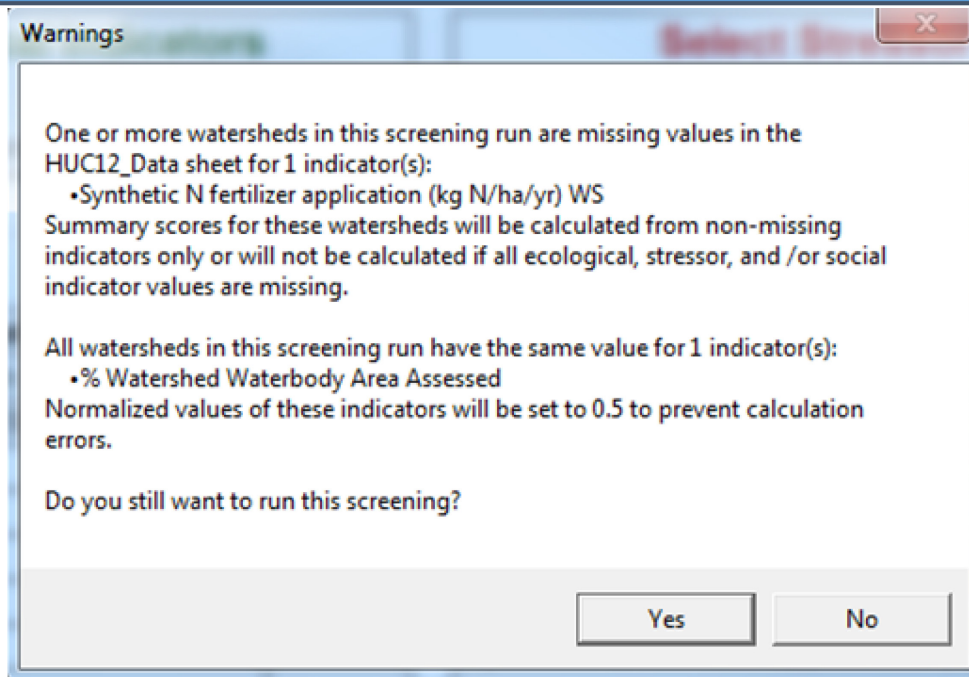 Warnings
Select
One or more watersheds in this screening run are missing values in the
HUC12_Data sheet for 1 indicator(s):
•Synthetic N fertilizer application (kg N/ha/yr) WS
Summary scores for these watersheds will be calculated from non-missing
indicators only or will not be calculated if all ecological, stressor, and /or social
indicator values are missing.
All watersheds in this screening run have the same value for 1 indicator(s):
•% Watershed Waterbody Area Assessed
Normalized values of these indicators will be set to 0.5 to prevent calculation
errors.
Do you still want to run this screening?
Yes No